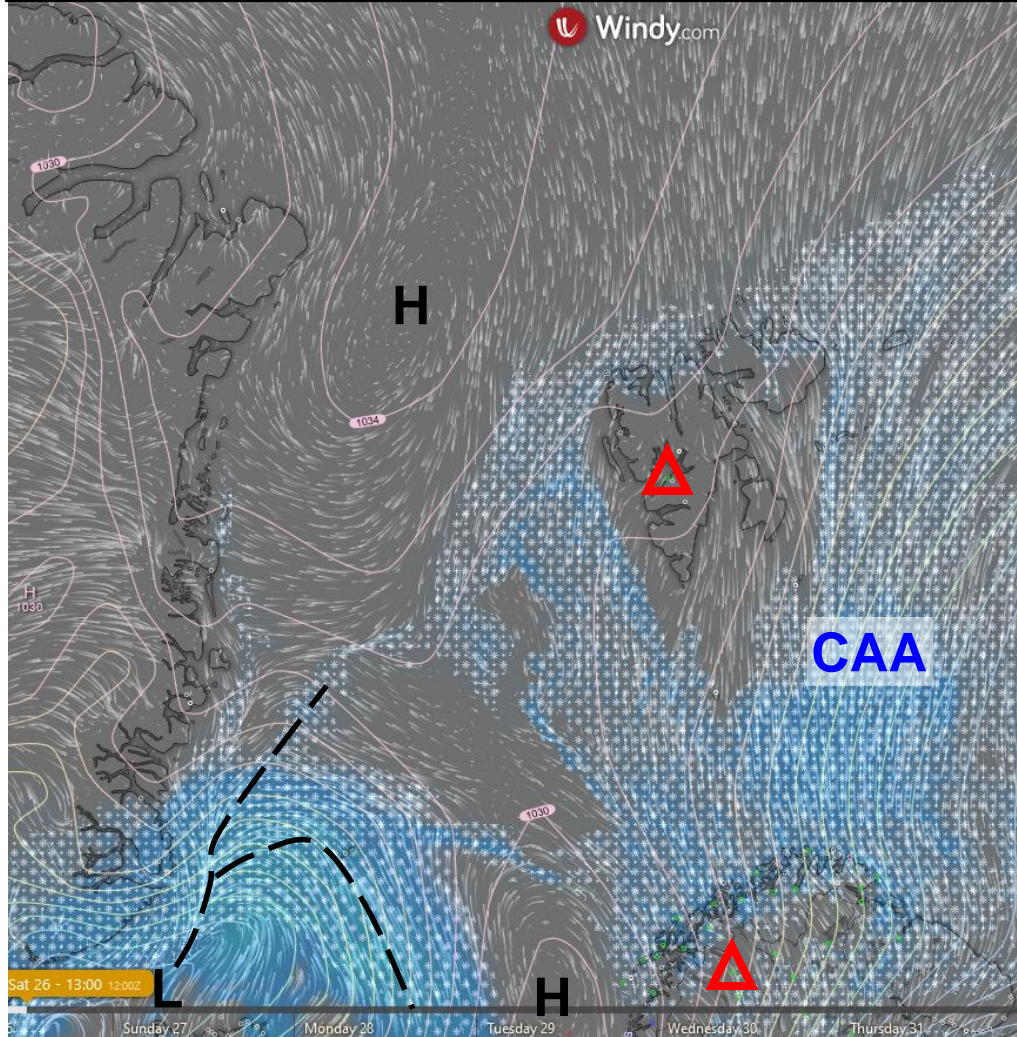 Windy.com
1030
H
1034
H
1030
CAA
1030
L
H
Sat 26 - 13:00 12:00Z
Sunday 27
Monday 28
Tuesday 29
Wednesday 30
Thursday 31